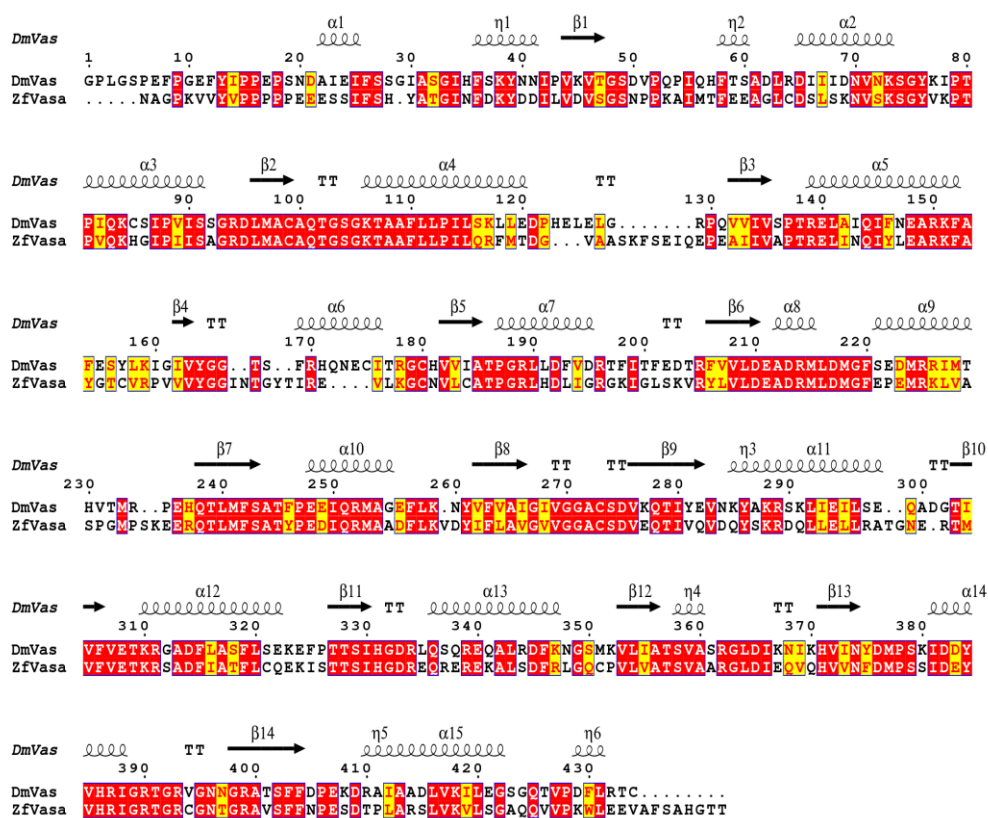 α1 η1 β1 η2 α2
DmVas
1 10 20 30 40 50 60 70 80
DmVas GPLGSPEFPGEFYIPPEPSNDAIEIFSSGIASGIHFSKYNNIPVKVTGSDVPQPIQHFTSADLRDIIIDNVNKSGYKIPT
ZfVasa .....NAGPKVVYVPPPPPEEESSIFSH.YATGINFDKYDDILVDVSGSNPPKAIMTFEEAGLCDSLSKNVSKSGYVKPT
α3 β2 α4 β3 α5
DmVas TT TT
90 100 110 120 130 140 150
DmVas PIQKCSIPVISSGRDLMACAQTGSGKTAAFLLPILSKLLEDPHELELG.......RPQVVIVSPTRELAIQIFNEARKFA
ZfVasa PVQKHGIPIISAGRDLMACAQTGSGKTAAFLLPILQRFMTDG...VAASKFSEIQEPEAIIVAPTRELINQIYLEARKFA
β4 α6 β5 α7 β6 α8 α9
DmVas TT TT
160 170 180 190 200 210 220
DmVas FESYLKIGIVYGG..TS..FRHQNECITRGCHVVIATPGRLLDFVDRTFITFEDTRFVVLDEADRMLDMGFSEDMRRIMT
ZfVasa YGTCVRPVVVYGGINTGYTIRE....VLKGCNVLCATPGRLHDLIGRGKIGLSKVRYLVLDEADRMLDMGFEPEMRKLVA
β7 α10 β8 β9 η3 α11 β10
DmVas TT TT TT
230 240 250 260 270 280 290 300
DmVas HVTMR..PEHQTLMFSATFPEEIQRMAGEFLK.NYVFVAIGIVGGACSDVKQTIYEVNKYAKRSKLIEILSE..QADGTI
ZfVasa SPGMPSKEERQTLMFSATYPEDIQRMAADFLKVDYIFLAVGVVGGACSDVEQTIVQVDQYSKRDQLLELLRATGNE.RTM
α12 β11 α13 β12 η4 β13 α14
DmVas TT TT
310 320 330 340 350 360 370 380
DmVas VFVETKRGADFLASFLSEKEFPTTSIHGDRLQSQREQALRDFKNGSMKVLIATSVASRGLDIKNIKHVINYDMPSKIDDY
ZfVasa VFVETKRSADFIATFLCQEKISTTSIHGDREQREREKALSDFRLGQCPVLVATSVAARGLDIEQVQHVVNFDMPSSIDEY
β14 η5 α15 η6
DmVas TT
390 400 410 420 430
DmVas VHRIGRTGRVGNNGRATSFFDPEKDRAIAADLVKILEGSGQTVPDFLRTC........
ZfVasa VHRIGRTGRCGNTGRAVSFFNPESDTPLARSLVKVLSGAQQVVPKWLEEVAFSAHGTT